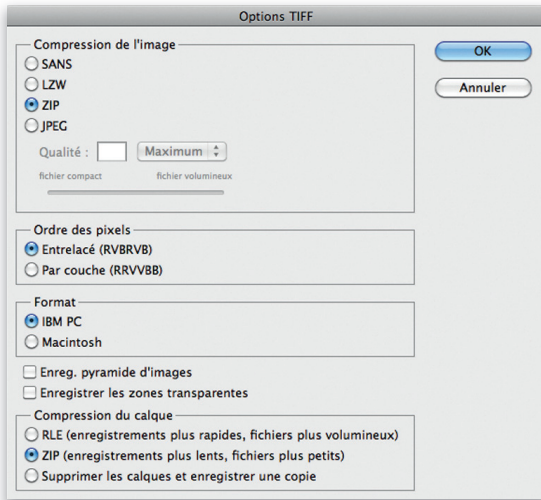 Options TIFF
Compression de l'image
SANS
LZW
ZIP
JPEG
Qualité :
Maximum
fichier compact
fichier volumineux
OK
Annuler
Ordre des pixels
Entrelacé (RVBRVB)
Par couche (RRVVBB)
Format
IBM PC
Macintosh
Enreg. pyramide d'images
Enregistrer les zones transparentes
Compression du calque
RLE (enregistrements plus rapides, fichiers plus volumineux)
ZIP (enregistrements plus lents, fichiers plus petits)
Supprimer les calques et enregistrer une copie